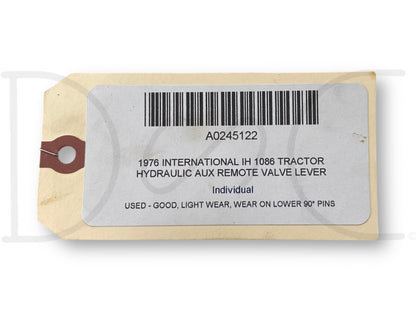 A0245122
1976 INTERNATIONAL IH 1086 TRACTOR
HYDRAULIC AUX REMOTE VALVE LEVER
Individual
USED - GOOD, LIGHT WEAR, WEAR ON LOWER 90° PINS